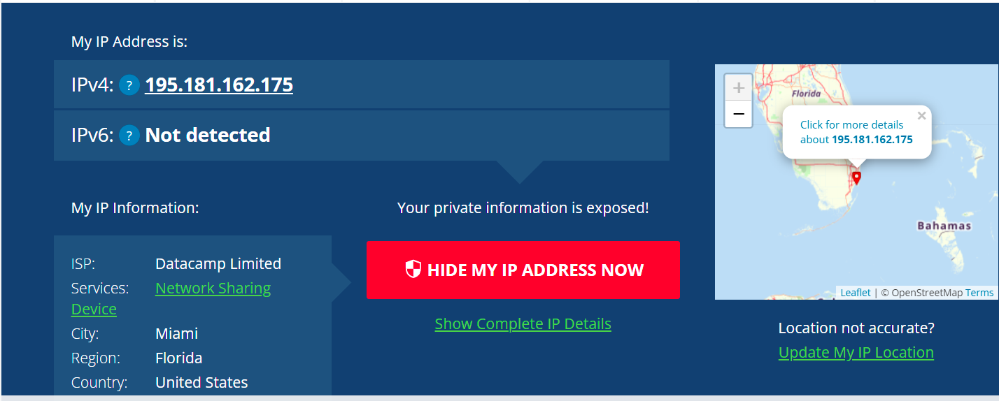 My IP Address is:
IPv4: ? 195.181.162.175
IPv6: ? Not detected
My IP Information:
ISP: Datacamp Limited
Services: Network Sharing
Device
City: Miami
Region: Florida
Country: United States
Your private information is exposed!
HIDE MY IP ADDRESS NOW
Show Complete IP Details
+
−
Florida
×
Click for more details
about 195.181.162.175
Bahamas
Leaflet | © OpenStreetMap Terms
Location not accurate?
Update My IP Location